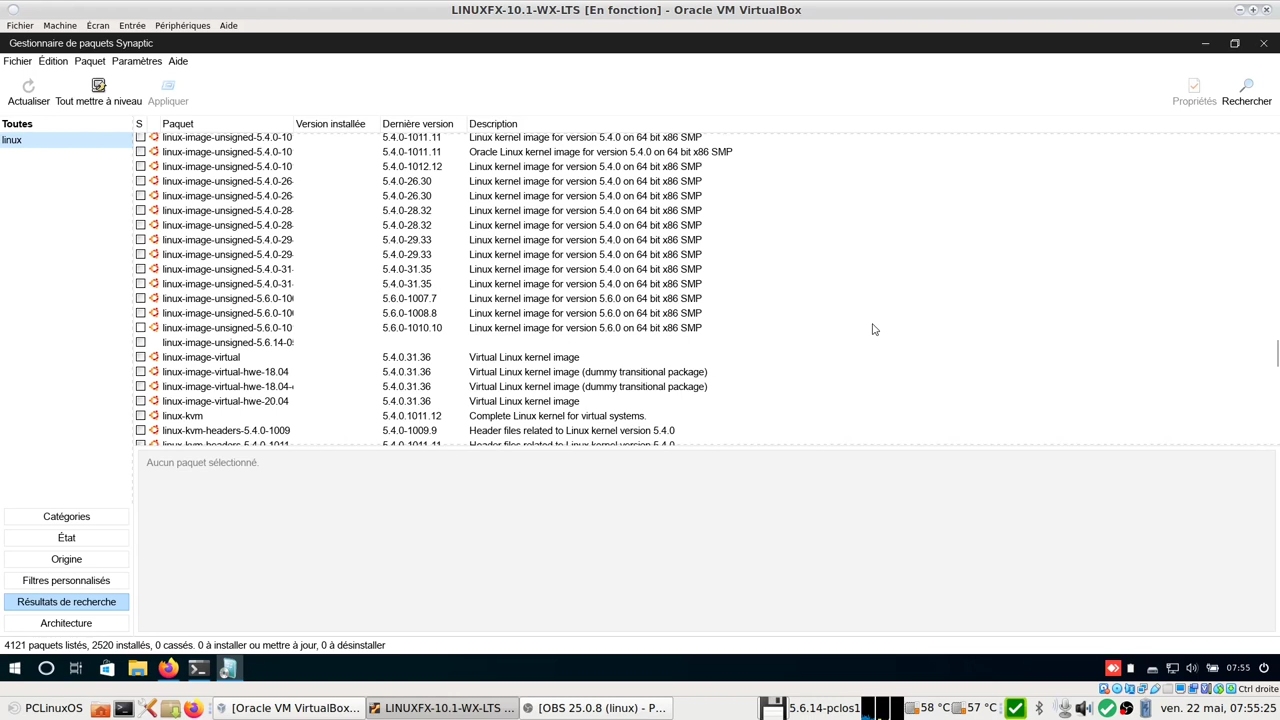 LINUXFX-10.1-WX-LTS [En fonction] - Oracle VM VirtualBox
Fichier Machine Écran Entrée Périphériques Aide
Gestionnaire de paquets Synaptic
Fichier Édition Paquet Paramètres Aide
Actualiser Tout mettre à niveau Appliquer Propriétés Rechercher
Toutes
linux
S Paquet Version installée Dernière version Description
linux-image-unsigned-5.4.0-10 5.4.0-1011.11 Linux kernel image for version 5.4.0 on 64 bit x86 SMP
linux-image-unsigned-5.4.0-10 5.4.0-1011.11 Oracle Linux kernel image for version 5.4.0 on 64 bit x86 SMP
linux-image-unsigned-5.4.0-10 5.4.0-1012.12 Linux kernel image for version 5.4.0 on 64 bit x86 SMP
linux-image-unsigned-5.4.0-26- 5.4.0-26.30 Linux kernel image for version 5.4.0 on 64 bit x86 SMP
linux-image-unsigned-5.4.0-26- 5.4.0-26.30 Linux kernel image for version 5.4.0 on 64 bit x86 SMP
linux-image-unsigned-5.4.0-28- 5.4.0-28.32 Linux kernel image for version 5.4.0 on 64 bit x86 SMP
linux-image-unsigned-5.4.0-28- 5.4.0-28.32 Linux kernel image for version 5.4.0 on 64 bit x86 SMP
linux-image-unsigned-5.4.0-29- 5.4.0-29.33 Linux kernel image for version 5.4.0 on 64 bit x86 SMP
linux-image-unsigned-5.4.0-29- 5.4.0-29.33 Linux kernel image for version 5.4.0 on 64 bit x86 SMP
linux-image-unsigned-5.4.0-31- 5.4.0-31.35 Linux kernel image for version 5.4.0 on 64 bit x86 SMP
linux-image-unsigned-5.4.0-31- 5.4.0-31.35 Linux kernel image for version 5.4.0 on 64 bit x86 SMP
linux-image-unsigned-5.6.0-10 5.6.0-1007.7 Linux kernel image for version 5.6.0 on 64 bit x86 SMP
linux-image-unsigned-5.6.0-10 5.6.0-1008.8 Linux kernel image for version 5.6.0 on 64 bit x86 SMP
linux-image-unsigned-5.6.0-10 5.6.0-1010.10 Linux kernel image for version 5.6.0 on 64 bit x86 SMP
linux-image-unsigned-5.6.14-0
linux-image-virtual 5.4.0.31.36 Virtual Linux kernel image
linux-image-virtual-hwe-18.04 5.4.0.31.36 Virtual Linux kernel image (dummy transitional package)
linux-image-virtual-hwe-18.04- 5.4.0.31.36 Virtual Linux kernel image (dummy transitional package)
linux-image-virtual-hwe-20.04 5.4.0.31.36 Virtual Linux kernel image
linux-kvm 5.4.0.1011.12 Complete Linux kernel for virtual systems.
linux-kvm-headers-5.4.0-1009 5.4.0-1009.9 Header files related to Linux kernel version 5.4.0
linux-kvm-headers-5.4.0-1011 5.4.0-1011.11 Header files related to Linux kernel version 5.4.0
Aucun paquet sélectionné.
Catégories
État
Origine
Filtres personnalisés
Résultats de recherche
Architecture
4121 paquets listés, 2520 installés, 0 cassés. 0 à installer ou mettre à jour, 0 à désinstaller
07:55
Ctrl droite
PCLinuxOS [Oracle VM VirtualBox... LINUXFX-10.1-WX-LTS ... [OBS 25.0.8 (linux) - P... 5.6.14-pclos1 58 °C 57 °C ven. 22 mai, 07:55:25